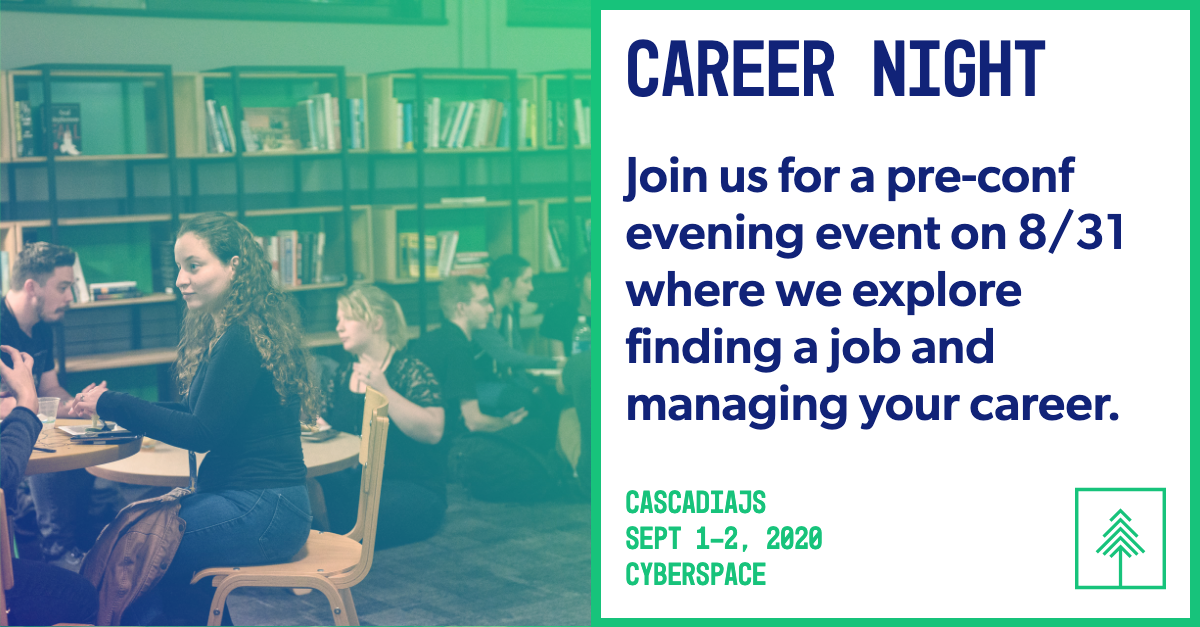 CAREER NIGHT
Join us for a pre-conf
evening event on 8/31
where we explore
finding a job and
managing your career.
CASCADIAJS
SEPT 1-2, 2020
CYBERSPACE